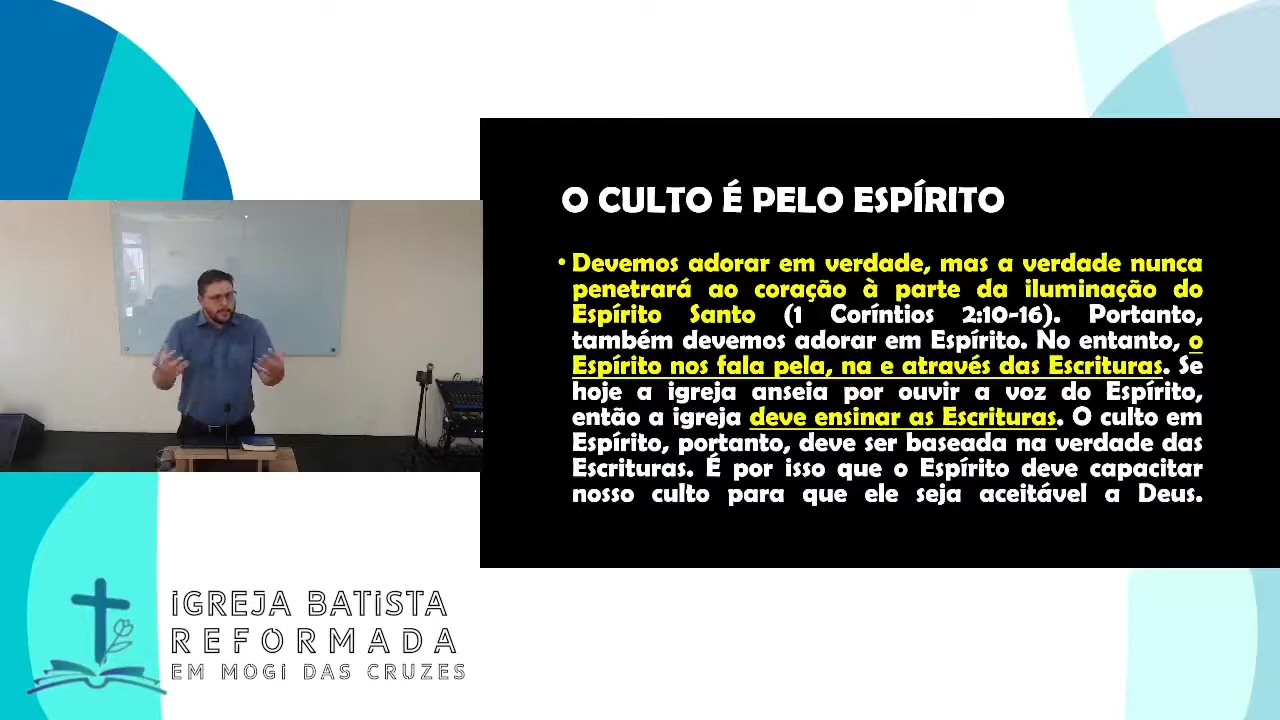 O CULTO É PELO ESPÍRITO
• Devemos adorar em verdade, mas a verdade nunca
penetrará ao coração à parte da iluminação do
Espírito Santo (1 Coríntios 2:10-16). Portanto,
também devemos adorar em Espírito. No entanto, o
Espírito nos fala pela, na e através das Escrituras. Se
hoje a igreja anseia por ouvir a voz do Espírito,
então a igreja deve ensinar as Escrituras. O culto em
Espírito, portanto, deve ser baseada na verdade das
Escrituras. É por isso que o Espírito deve capacitar
nosso culto para que ele seja aceitável a Deus.
iGREJA BATiSTA
REFORMADA
EM MOGi DAS CRUZES